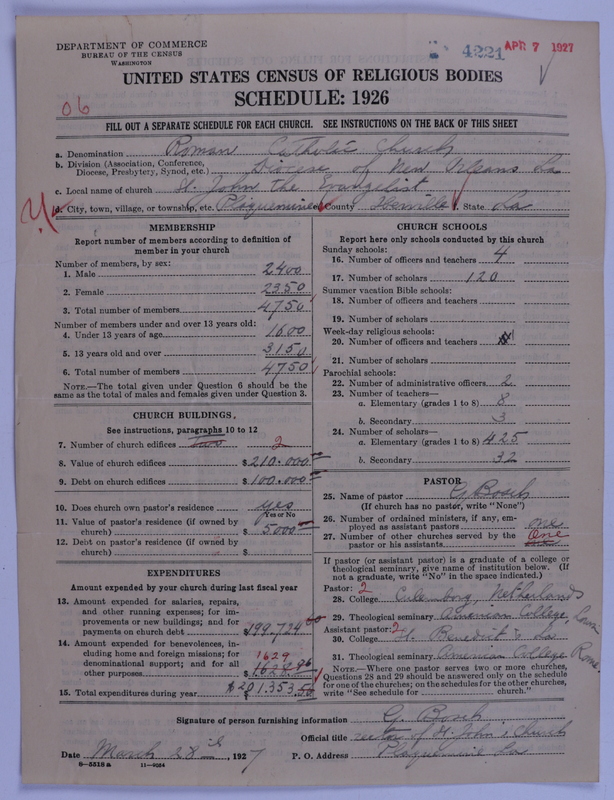 DEPARTMENT OF COMMERCE
BUREAU OF THE CENSUS
WASHINGTON
4221 APR 7 1927
UNITED STATES CENSUS OF RELIGIOUS BODIES
SCHEDULE: 1926
06
FILL OUT A SEPARATE SCHEDULE FOR EACH CHURCH. SEE INSTRUCTIONS ON THE BACK OF THIS SHEET
a. Denomination Roman Catholic Church
b. Division (Association, Conference, Diocese, Presbytery, Synod, etc.) Diocese of New Orleans La
c. Local name of church St. John the Evangelist
d. City, town, village, or township, etc. Plaquemine e. County Iberville f. State La
MEMBERSHIP
Report number of members according to definition of
member in your church
Number of members, by sex:
1. Male 2400
2. Female 2350
3. Total number of members 4750
Number of members under and over 13 years old:
4. Under 13 years of age 1600
5. 13 years old and over 3150
6. Total number of members 4750
NOTE.—The total given under Question 6 should be
same as the total of males and females given under Question 3.
CHURCH BUILDINGS.
See instructions, paragraphs 10 to 12
7. Number of church edifices Two 2
8. Value of church edifices $210.000
9. Debt on church edifices $100.000
10. Does church own pastor's residence yes
Yes or No
11. Value of pastor's residence (if owned by
church) $5000
12. Debt on pastor's residence (if owned by
church) $
EXPENDITURES
Amount expended by your church during last fiscal year
13. Amount expended for salaries, repairs,
and other running expenses; for im-
provements or new buildings; and for
payments on church debt $199,724 60
14. Amount expended for benevolences, in-
cluding home and foreign missions; for
denominational support; and for all
other purposes 1629
15. Total expenditures during year $201.353
CHURCH SCHOOLS
Report here only schools conducted by this church
Sunday schools:
16. Number of officers and teachers 4
17. Number of scholars 120
Summer vacation Bible schools:
18. Number of officers and teachers
19. Number of scholars
Week-day religious schools:
20. Number of officers and teachers
21. Number of scholars
Parochial schools:
22. Number of administrative officers 2
23. Number of teachers—
a. Elementary (grades 1 to 8) 8
b. Secondary 3
24. Number of scholars—
a. Elementary (grades 1 to 8) 425
b. Secondary 32
PASTOR
25. Name of pastor G. Bosch
(If church has no pastor, write "None")
26. Number of ordained ministers, if any, em-
ployed as assistant pastors one
27. Number of other churches served by the
pastor or his assistants One
If pastor (or assistant pastor) is a graduate of a college or
theological seminary, give name of institution below. (If
not a graduate, write "No" in the space indicated.)
Pastor: 2
28. College Culemborg, Netherlands
29. Theological seminary American College, Louv
Assistant pastor: 2
30. College St. Benedict's La.
31. Theological seminary American College Rome.
NOTE.—Where one pastor serves two or more churches,
Questions 28 and 29 should be answered only on the schedule
for one of the churches; on the schedules for the other churches,
write "See schedule for church."
Signature of person furnishing information G. Bosch
Official title rector of St. John's Church
Date March 28, 1927 P. O. Address Plaquemine La
8—5518 a 11—9024